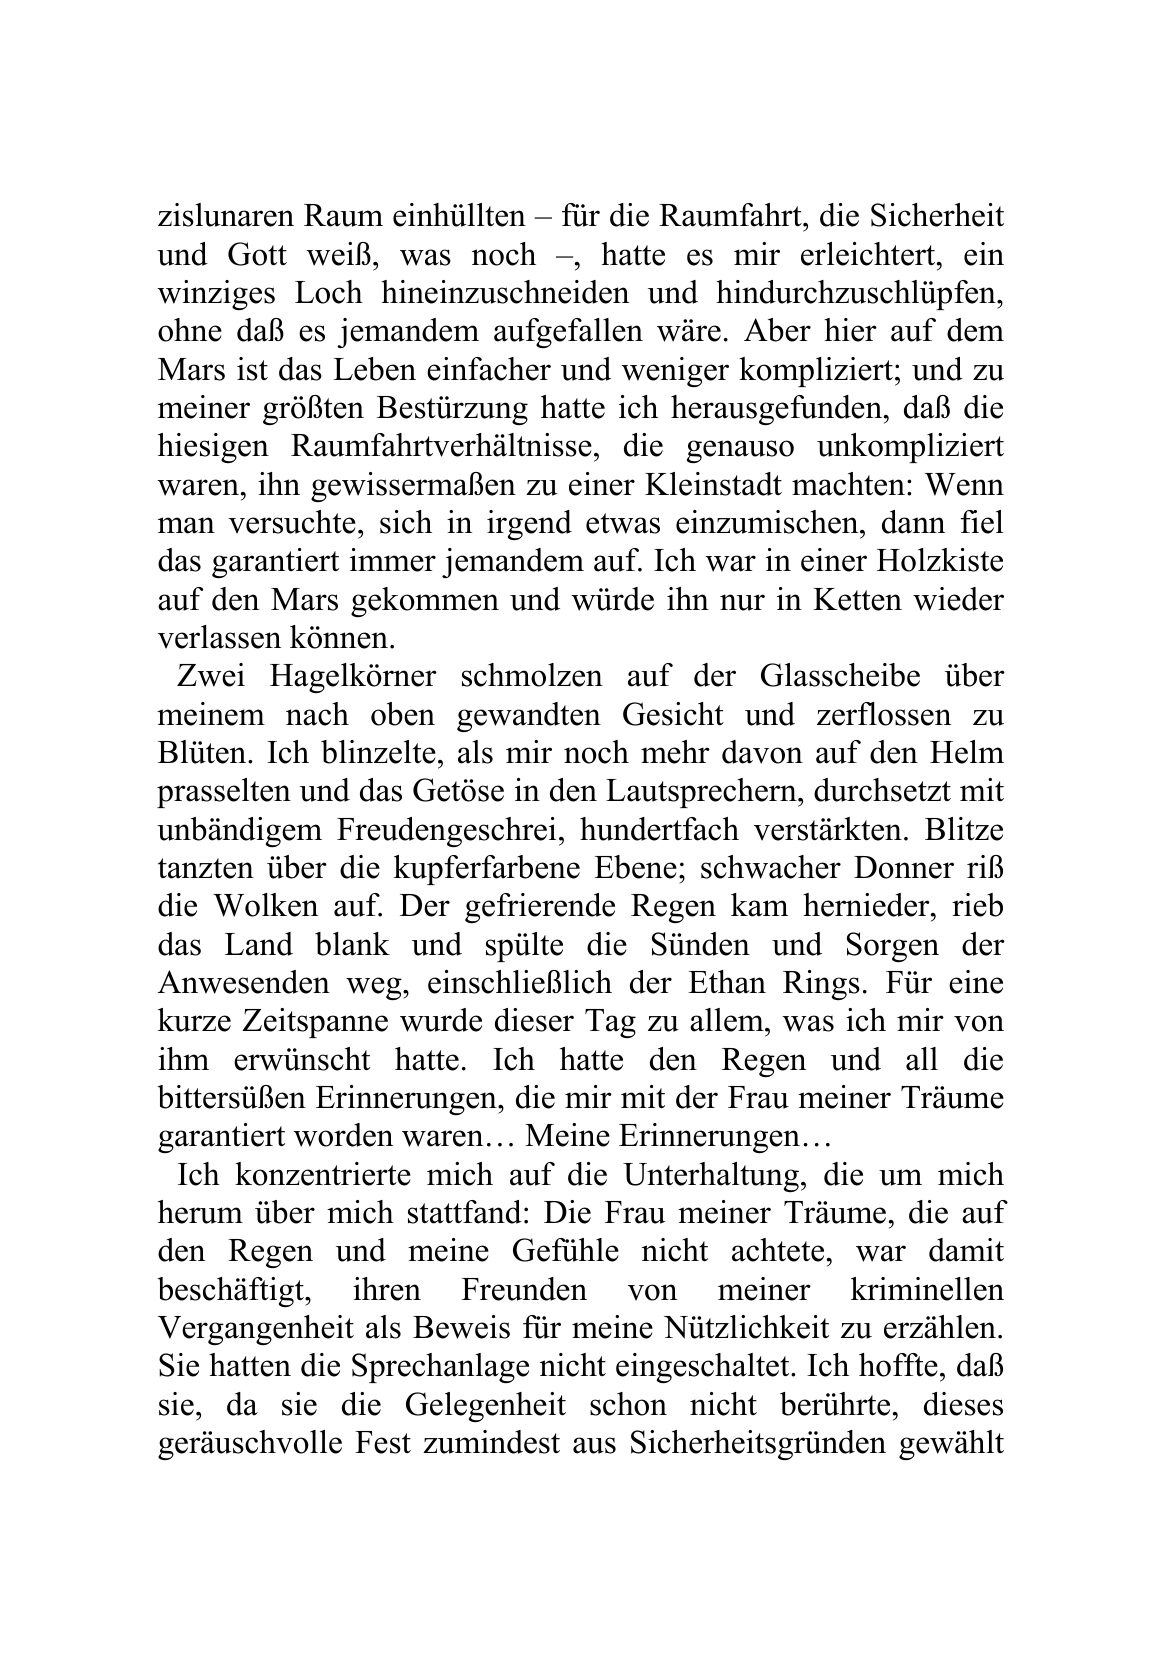 zislunaren Raum einhüllten – für die Raumfahrt, die Sicherheit
und Gott weiß, was noch –, hatte es mir erleichtert, ein
winziges Loch hineinzuschneiden und hindurchzuschlüpfen,
ohne daß es jemandem aufgefallen wäre. Aber hier auf dem
Mars ist das Leben einfacher und weniger kompliziert; und zu
meiner größten Bestürzung hatte ich herausgefunden, daß die
hiesigen Raumfahrtverhältnisse, die genauso unkompliziert
waren, ihn gewissermaßen zu einer Kleinstadt machten: Wenn
man versuchte, sich in irgend etwas einzumischen, dann fiel
das garantiert immer jemandem auf. Ich war in einer Holzkiste
auf den Mars gekommen und würde ihn nur in Ketten wieder
verlassen können.
Zwei Hagelkörner schmolzen auf der Glasscheibe über
meinem nach oben gewandten Gesicht und zerflossen zu
Blüten. Ich blinzelte, als mir noch mehr davon auf den Helm
prasselten und das Getöse in den Lautsprechern, durchsetzt mit
unbändigem Freudengeschrei, hundertfach verstärkten. Blitze
tanzten über die kupferfarbene Ebene; schwacher Donner riß
die Wolken auf. Der gefrierende Regen kam hernieder, rieb
das Land blank und spülte die Sünden und Sorgen der
Anwesenden weg, einschließlich der Ethan Rings. Für eine
kurze Zeitspanne wurde dieser Tag zu allem, was ich mir von
ihm erwünscht hatte. Ich hatte den Regen und all die
bittersüßen Erinnerungen, die mir mit der Frau meiner Träume
garantiert worden waren… Meine Erinnerungen…
Ich konzentrierte mich auf die Unterhaltung, die um mich
herum über mich stattfand: Die Frau meiner Träume, die auf
den Regen und meine Gefühle nicht achtete, war damit
beschäftigt, ihren Freunden von meiner kriminellen
Vergangenheit als Beweis für meine Nützlichkeit zu erzählen.
Sie hatten die Sprechanlage nicht eingeschaltet. Ich hoffte, daß
sie, da sie die Gelegenheit schon nicht berührte, dieses
geräuschvolle Fest zumindest aus Sicherheitsgründen gewählt